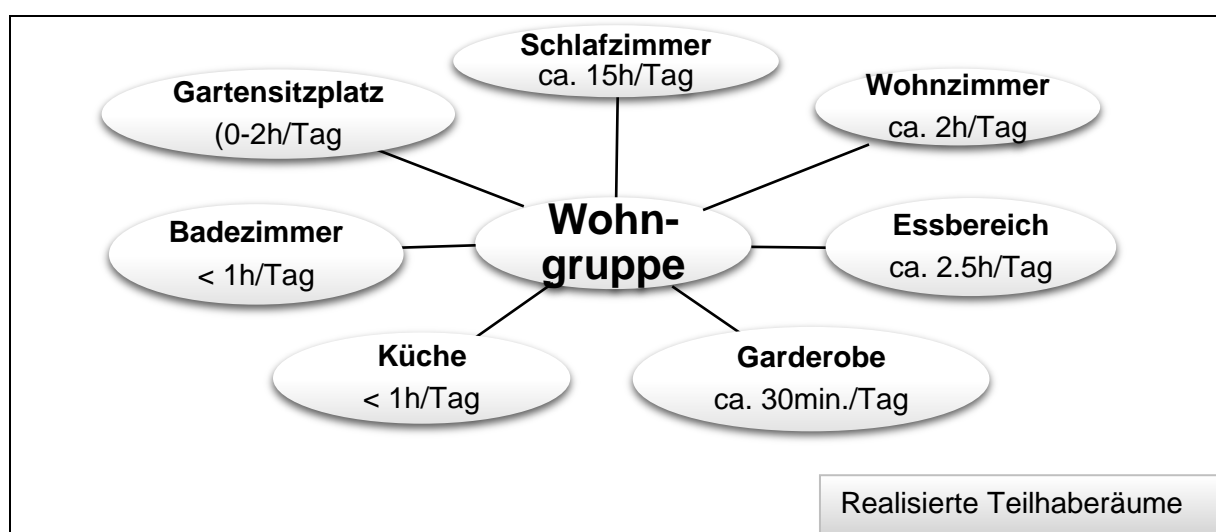 Schlafzimmer
ca. 15h/Tag
Gartensitzplatz
(0-2h/Tag
Wohnzimmer
ca. 2h/Tag
Badezimmer
< 1h/Tag
Wohn-
gruppe
Essbereich
ca. 2.5h/Tag
Küche
< 1h/Tag
Garderobe
ca. 30min./Tag
Realisierte Teilhaberäume